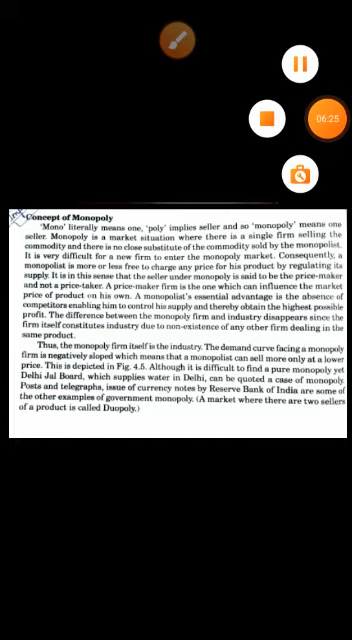 06:25
Concept of Monopoly
'Mono' literally means one, 'poly' implies seller and so 'monopoly' means one
seller. Monopoly is a market situation where there is a single firm selling the
commodity and there is no close substitute of the commodity sold by the monopolist.
It is very difficult for a new firm to enter the monopoly market. Consequently, a
monopolist is more or less free to charge any price for his product by regulating its
supply. It is in this sense that the seller under monopoly is said to be the price-maker
and not a price-taker. A price-maker firm is the one which can influence the market
price of product on his own. A monopolist's essential advantage is the absence of
competitors enabling him to control his supply and thereby obtain the highest possible
profit. The difference between the monopoly firm and industry disappears since the
firm itself constitutes industry due to non-existence of any other firm dealing in the
same product.
Thus, the monopoly firm itself is the industry. The demand curve facing a monopoly
firm is negatively sloped which means that a monopolist can sell more only at a lower
price. This is depicted in Fig. 4.5. Although it is difficult to find a pure monopoly yet
Delhi Jal Board, which supplies water in Delhi, can be quoted a case of monopoly.
Posts and telegraphs, issue of currency notes by Reserve Bank of India are some of
the other examples of government monopoly. (A market where there are two sellers
of a product is called Duopoly.)